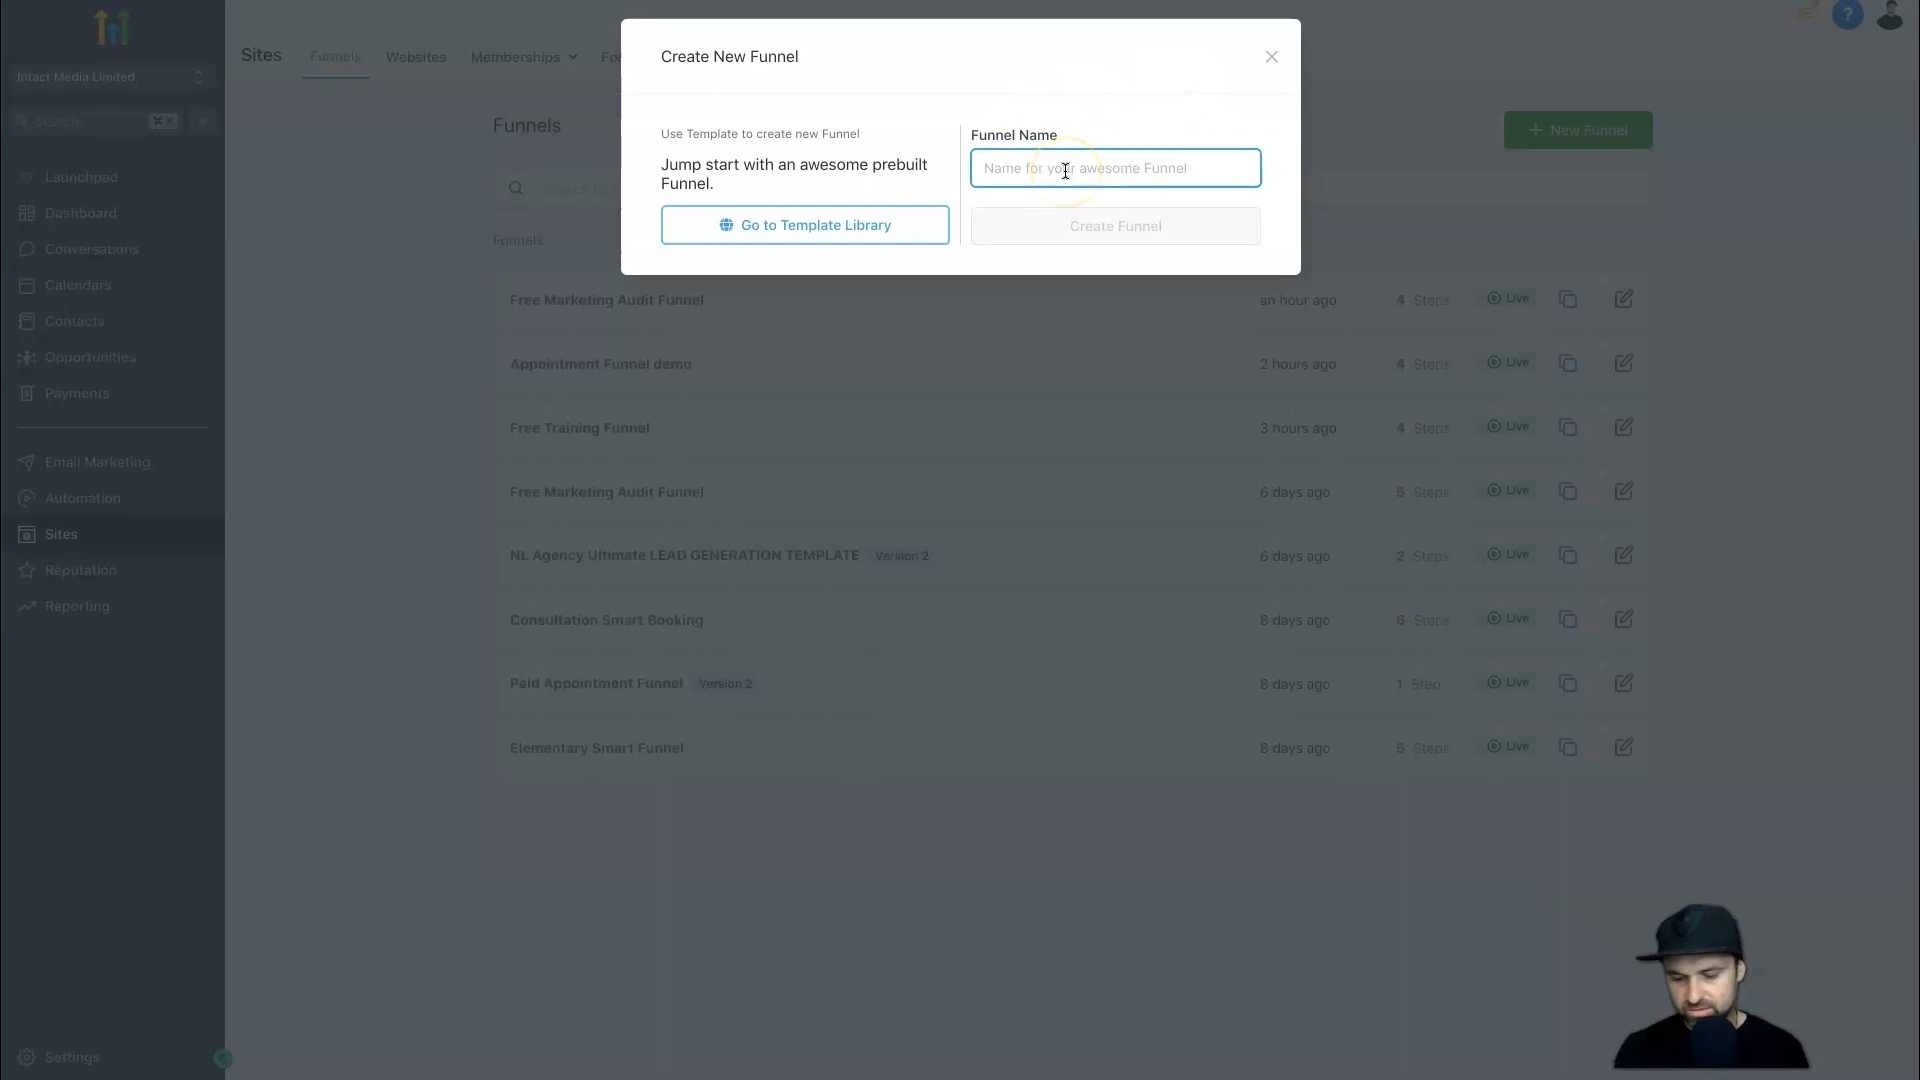 Create New Funnel
Sites
Funnels
Websites
Memberships
Intact Media Limited
Search
⌘ K
Use Template to create new Funnel
Jump start with an awesome prebuilt
Funnel.
Go to Template Library
Funnel Name
Name for your awesome Funnel
Create Funnel
Funnels
+ New Funnel
Funnels
Launchpad
Dashboard
Conversations
Calendars
Contacts
Opportunities
Payments
Email Marketing
Automation
Sites
Reputation
Reporting
Settings
Free Marketing Audit Funnel an hour ago 4 Steps Live
Appointment Funnel demo 2 hours ago 4 Steps Live
Free Training Funnel 3 hours ago 4 Steps Live
Free Marketing Audit Funnel 6 days ago 5 Steps Live
NL Agency Ultimate LEAD GENERATION TEMPLATE Version 2 6 days ago 2 Steps Live
Consultation Smart Booking 8 days ago 6 Steps Live
Paid Appointment Funnel Version 2 8 days ago 1 Step Live
Elementary Smart Funnel 8 days ago 5 Steps Live
?